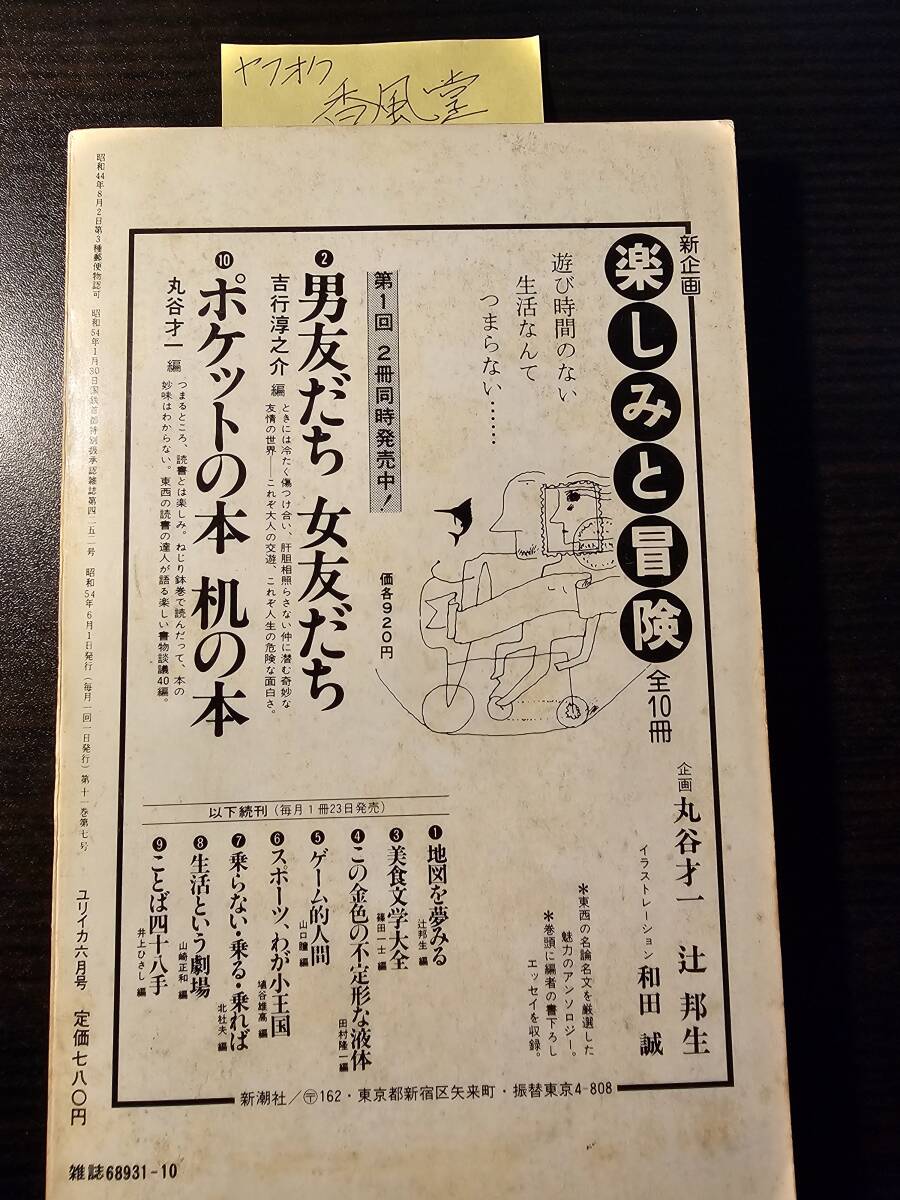 ヤフオク
香風堂
新企画
楽しみと冒険
全10冊
企画 丸谷才一 辻 邦生
イラストレーション 和田 誠
*東西の名論名文を厳選した
魅力のアンソロジー。
*巻頭に編者の書下ろし
エッセイを収録。
遊び時間のない
生活なんて
つまらない……
第1回 2冊同時発売中!
価各920円
❷男友だち 女友だち
吉行淳之介 編
ときには冷たく傷つけ合い、肝胆相照らさない仲に潜む奇妙な
友情の世界――これぞ大人の交遊、これぞ人生の危険な面白さ。
❿ポケットの本 机の本
丸谷才一 編
つまるところ、読書とは楽しみ。ねじり鉢巻で読んだって、本の
妙味はわからない。東西の読書の達人が語る楽しい書物談議40編。
以下続刊(毎月1冊23日発売)
❶地図を夢みる 辻邦生 編
❸美食文学大全 篠田一士 編
❹この金色の不定形な液体 田村隆一 編
❺ゲーム的人間 山口瞳 編
❻スポーツ、わが小王国 埴谷雄高 編
❼乗らない・乗る・乗れば 北杜夫 編
❽生活という劇場 山崎正和 編
❾ことば四十八手 井上ひさし 編
新潮社/〒162・東京都新宿区矢来町・振替東京4-808
昭和44年8月2日第3種郵便物認可 昭和54年1月30日国鉄首都特別扱承認雑誌第四二五一号 昭和54年6月1日発行(毎月一回一日発行)第十一巻第七号
ユリイカ六月号 定価七八〇円
雑誌68931-10